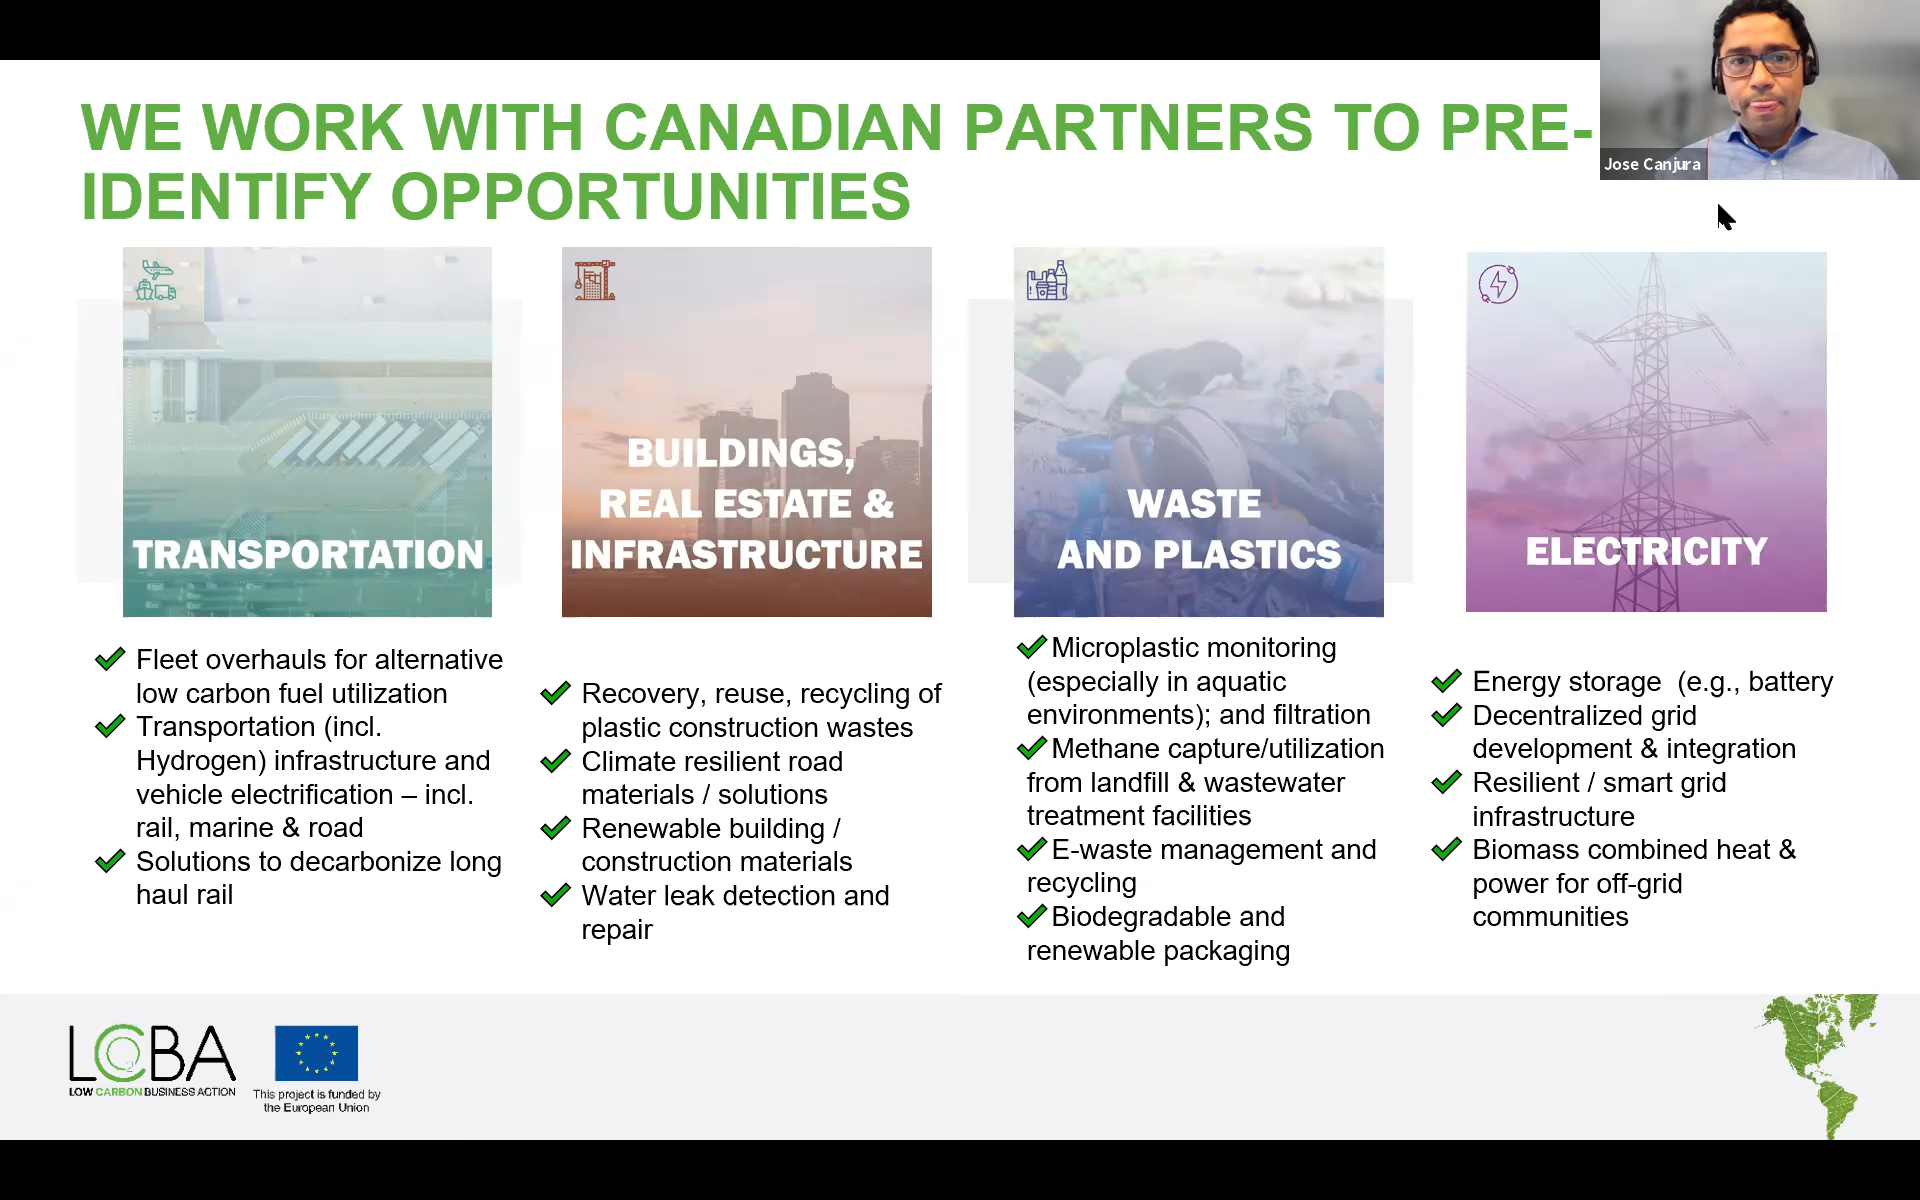 WE WORK WITH CANADIAN PARTNERS TO PRE-
IDENTIFY OPPORTUNITIES
Jose Canjura
TRANSPORTATION
Fleet overhauls for alternative
low carbon fuel utilization
Transportation (incl.
Hydrogen) infrastructure and
vehicle electrification – incl.
rail, marine & road
Solutions to decarbonize long
haul rail
BUILDINGS,
REAL ESTATE &
INFRASTRUCTURE
Recovery, reuse, recycling of
plastic construction wastes
Climate resilient road
materials / solutions
Renewable building /
construction materials
Water leak detection and
repair
WASTE
AND PLASTICS
Microplastic monitoring
(especially in aquatic
environments); and filtration
Methane capture/utilization
from landfill & wastewater
treatment facilities
E-waste management and
recycling
Biodegradable and
renewable packaging
ELECTRICITY
Energy storage  (e.g., battery
Decentralized grid
development & integration
Resilient / smart grid
infrastructure
Biomass combined heat &
power for off-grid
communities
LCBA
LOW CARBON BUSINESS ACTION
This project is funded by
the European Union